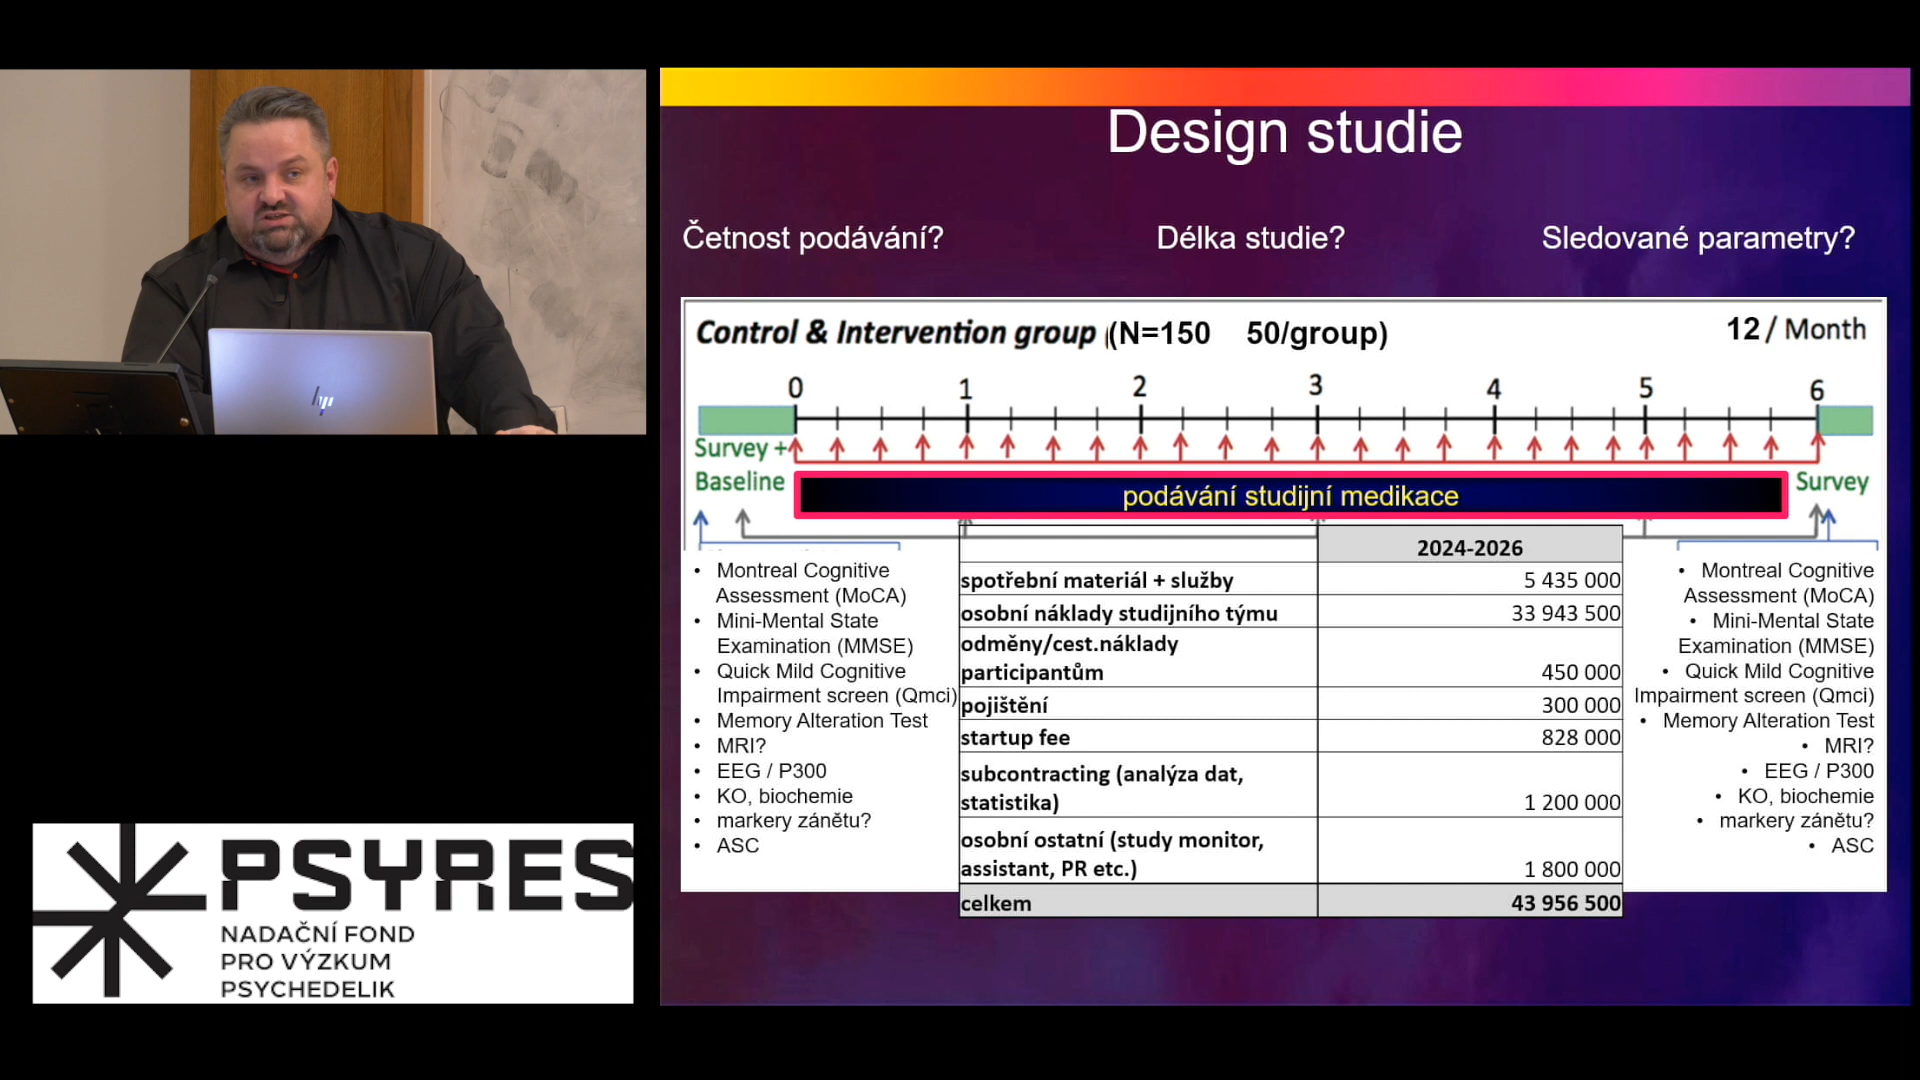 Design studie
Četnost podávání?
Délka studie?
Sledované parametry?
Control & Intervention group (N=150 50/group)
12 / Month
0 1 2 3 4 5 6
Survey +
Baseline
podávání studijní medikace
Survey
• Montreal Cognitive
Assessment (MoCA)
• Mini-Mental State
Examination (MMSE)
• Quick Mild Cognitive
Impairment screen (Qmci)
• Memory Alteration Test
• MRI?
• EEG / P300
• KO, biochemie
• markery zánětu?
• ASC
2024-2026
spotřební materiál + služby 5 435 000
osobní náklady studijního týmu 33 943 500
odměny/cest.náklady
participantům 450 000
pojištění 300 000
startup fee 828 000
subcontracting (analýza dat,
statistika) 1 200 000
osobní ostatní (study monitor,
assistant, PR etc.) 1 800 000
celkem 43 956 500
• Montreal Cognitive
Assessment (MoCA)
• Mini-Mental State
Examination (MMSE)
• Quick Mild Cognitive
Impairment screen (Qmci)
• Memory Alteration Test
• MRI?
• EEG / P300
• KO, biochemie
• markery zánětu?
• ASC
hp
PSYRES
NADAČNÍ FOND
PRO VÝZKUM
PSYCHEDELIK